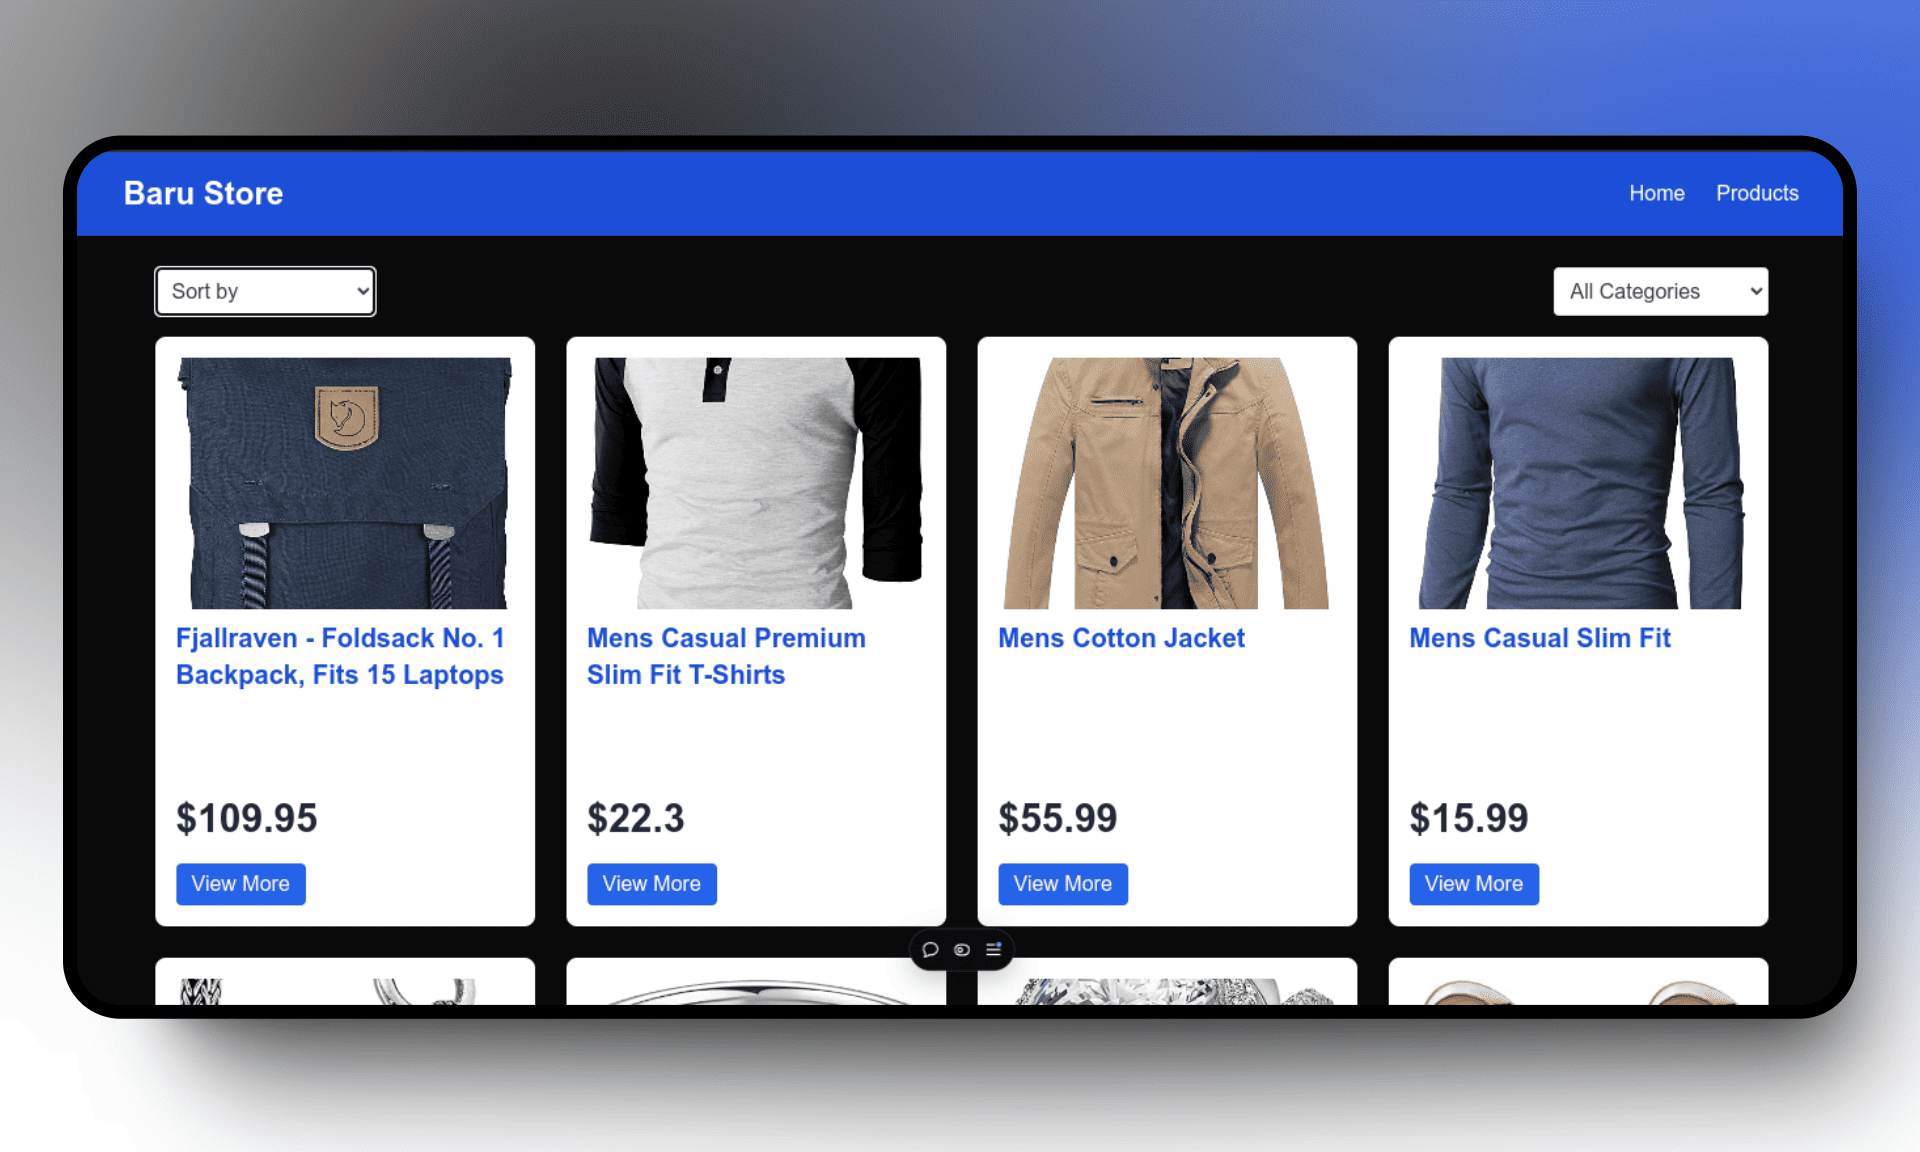 Baru Store
Home
Products
Sort by
All Categories
Fjallraven - Foldsack No. 1
Backpack, Fits 15 Laptops
$109.95
View More
Mens Casual Premium
Slim Fit T-Shirts
$22.3
View More
Mens Cotton Jacket
$55.99
View More
Mens Casual Slim Fit
$15.99
View More